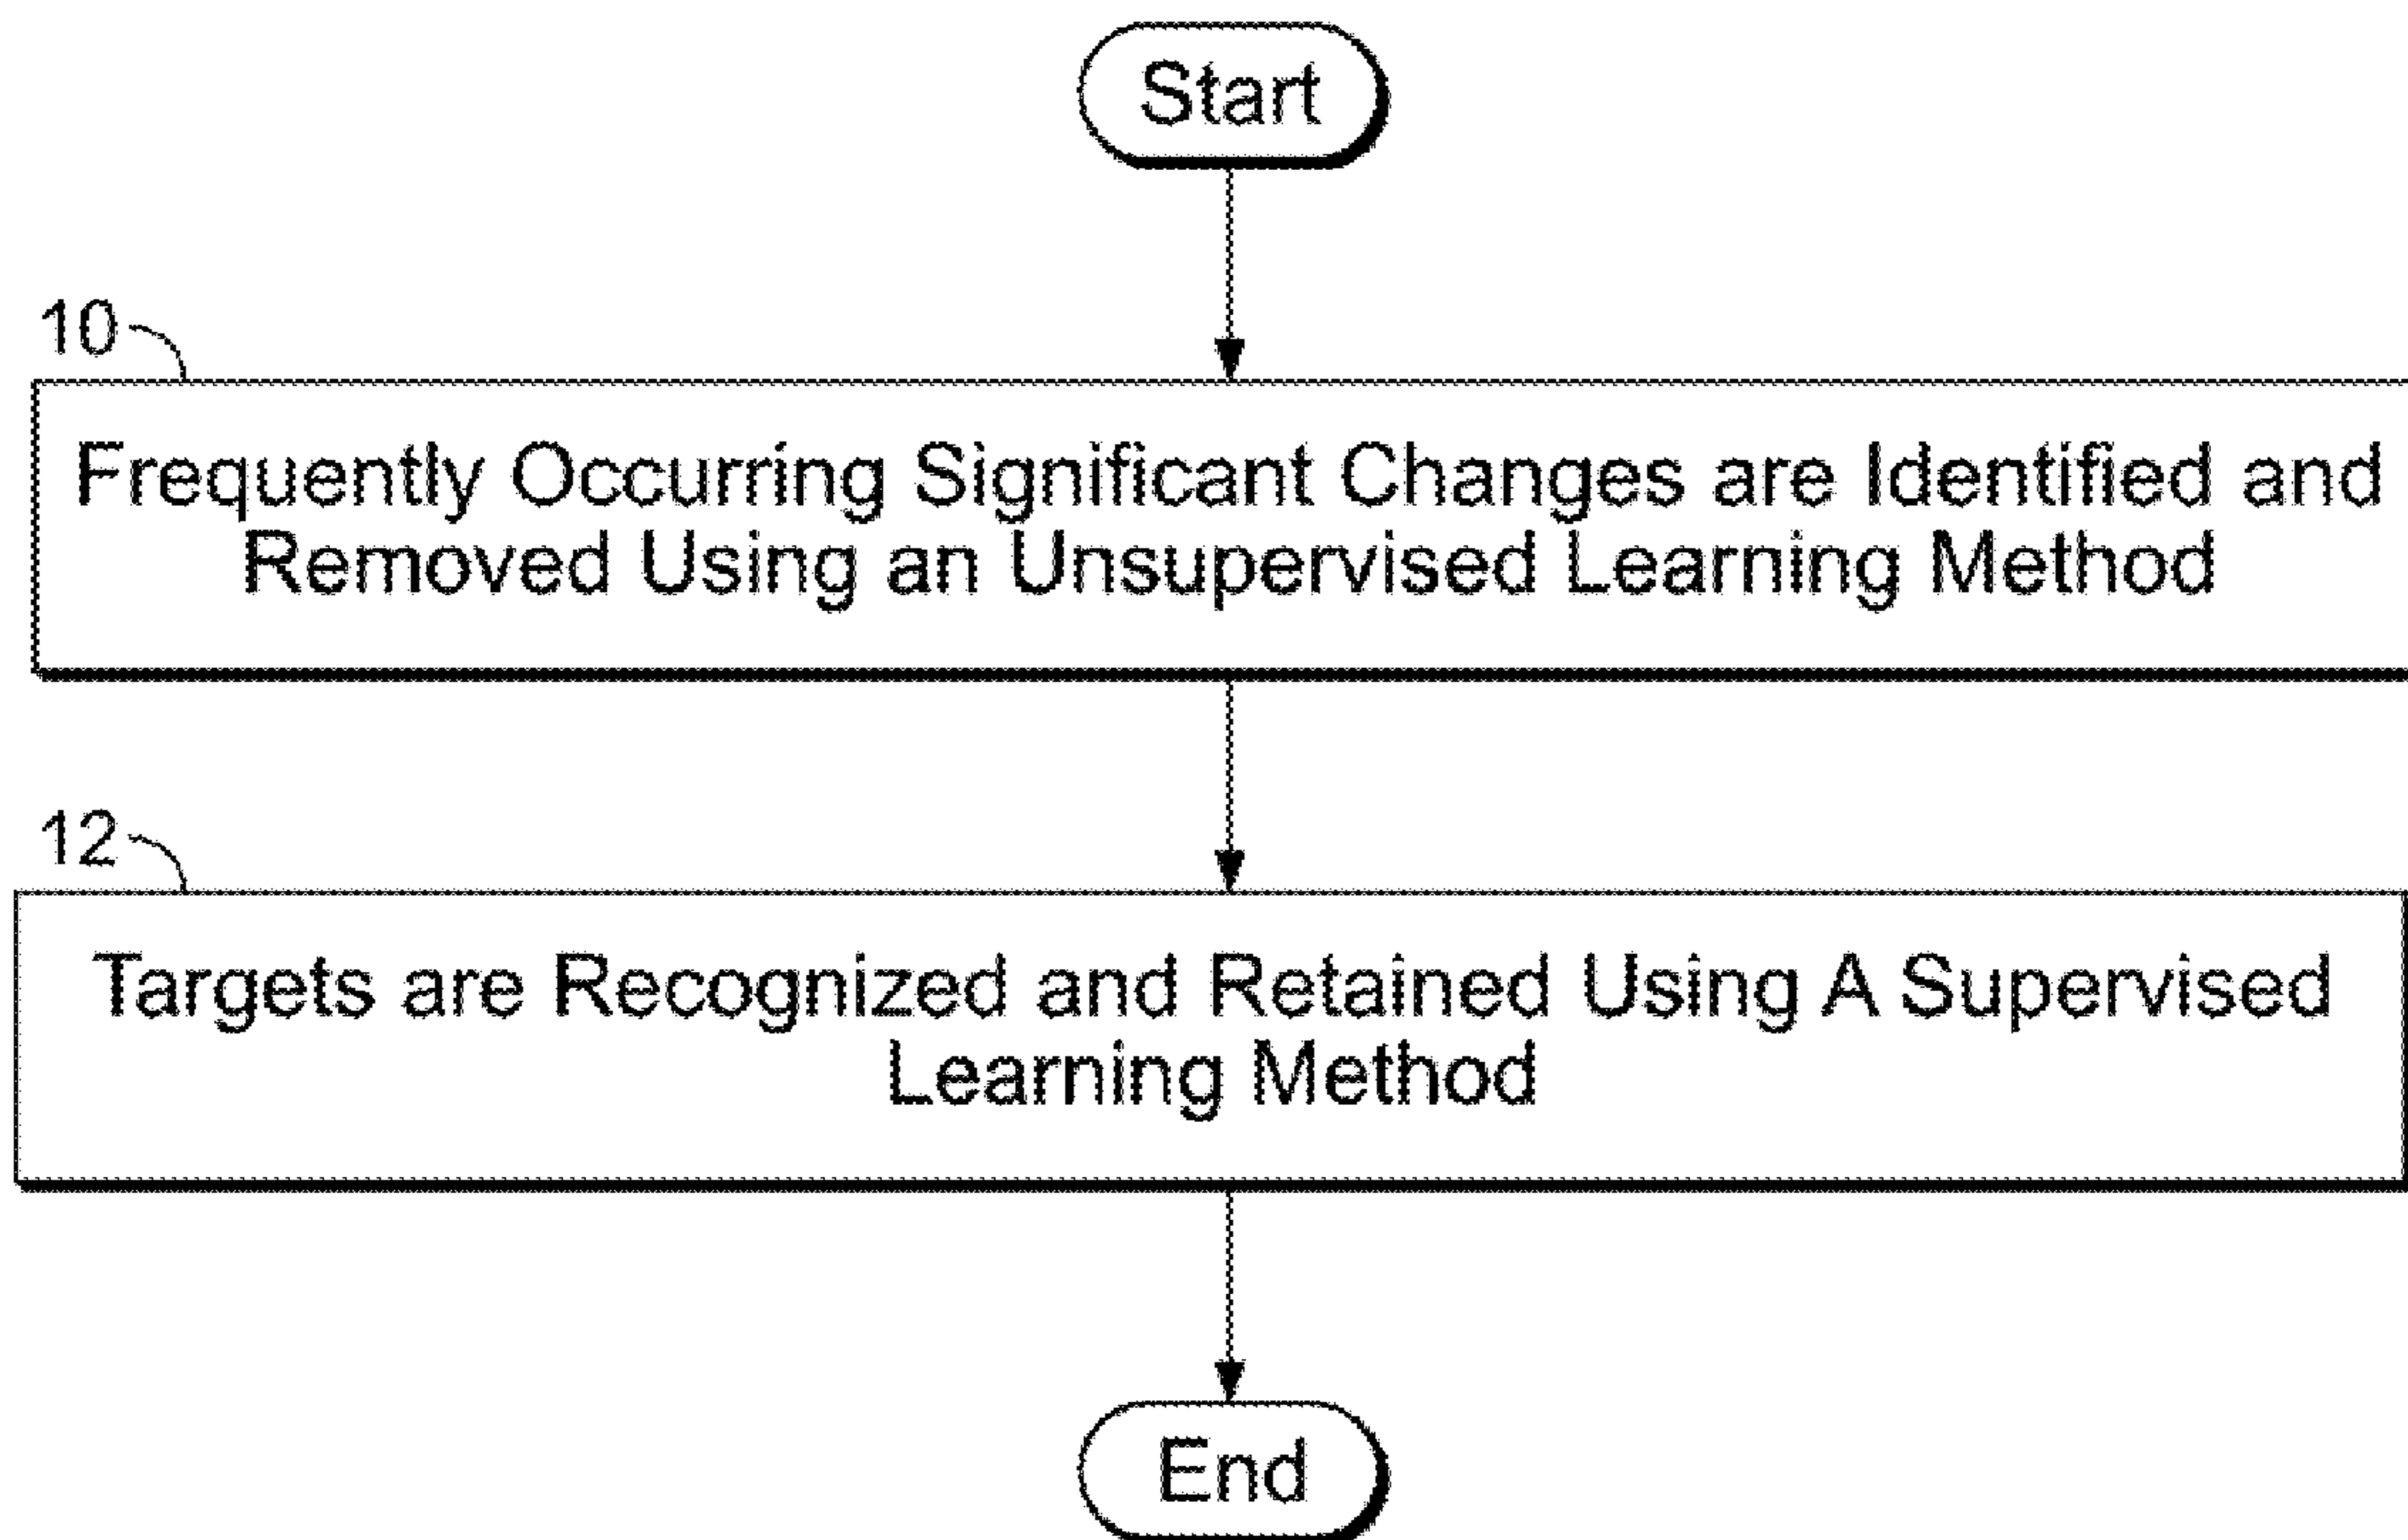 Start
10
Frequently Occurring Significant Changes are Identified and
Removed Using an Unsupervised Learning Method
12
Targets are Recognized and Retained Using A Supervised
Learning Method
End